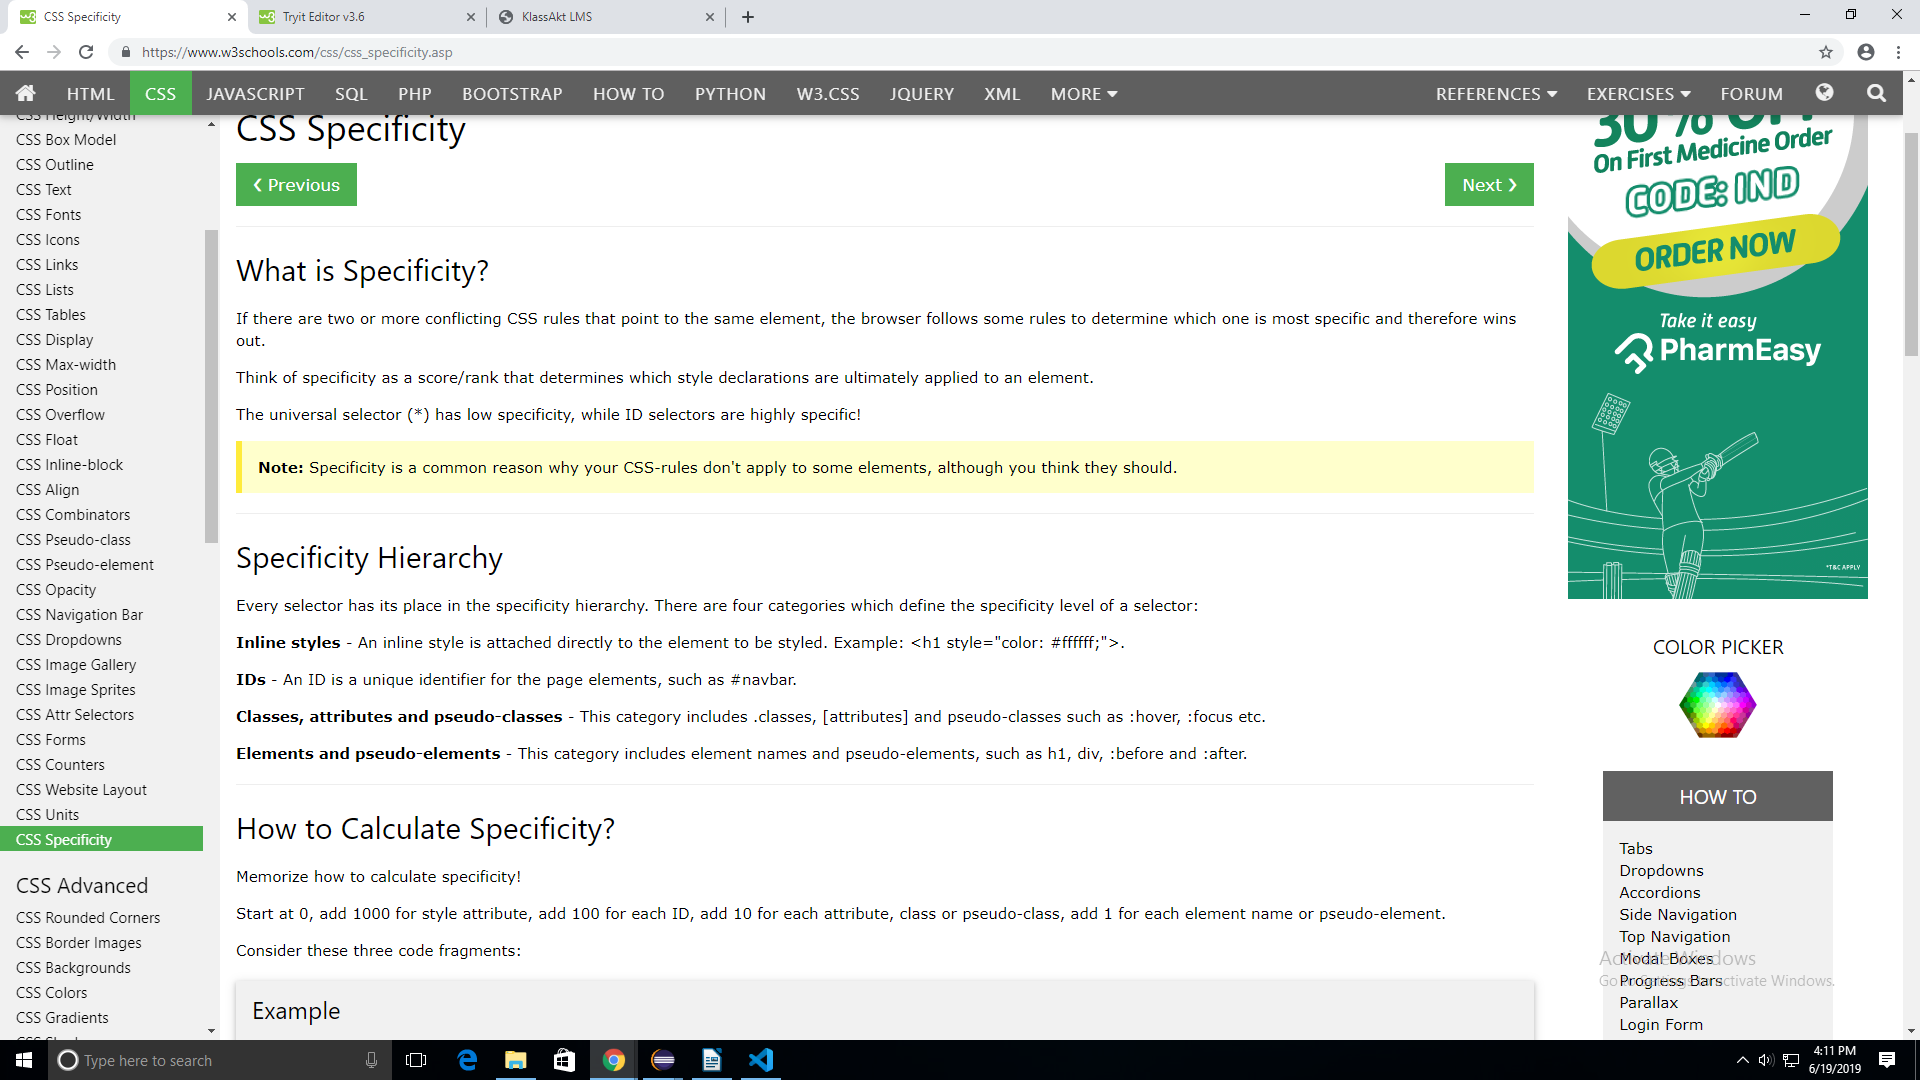 CSS Specificity
Tryit Editor v3.6
KlassAkt LMS
https://www.w3schools.com/css/css_specificity.asp
HTML CSS JAVASCRIPT SQL PHP BOOTSTRAP HOW TO PYTHON W3.CSS JQUERY XML MORE REFERENCES EXERCISES FORUM
CSS Height/Width
CSS Box Model
CSS Outline
CSS Text
CSS Fonts
CSS Icons
CSS Links
CSS Lists
CSS Tables
CSS Display
CSS Max-width
CSS Position
CSS Overflow
CSS Float
CSS Inline-block
CSS Align
CSS Combinators
CSS Pseudo-class
CSS Pseudo-element
CSS Opacity
CSS Navigation Bar
CSS Dropdowns
CSS Image Gallery
CSS Image Sprites
CSS Attr Selectors
CSS Forms
CSS Counters
CSS Website Layout
CSS Units
CSS Specificity
CSS Advanced
CSS Rounded Corners
CSS Border Images
CSS Backgrounds
CSS Colors
CSS Gradients
CSS Specificity
❮ Previous
Next ❯
What is Specificity?
If there are two or more conflicting CSS rules that point to the same element, the browser follows some rules to determine which one is most specific and therefore wins
out.
Think of specificity as a score/rank that determines which style declarations are ultimately applied to an element.
The universal selector (*) has low specificity, while ID selectors are highly specific!
Note: Specificity is a common reason why your CSS-rules don't apply to some elements, although you think they should.
Specificity Hierarchy
Every selector has its place in the specificity hierarchy. There are four categories which define the specificity level of a selector:
Inline styles - An inline style is attached directly to the element to be styled. Example: <h1 style="color: #ffffff;">.
IDs - An ID is a unique identifier for the page elements, such as #navbar.
Classes, attributes and pseudo-classes - This category includes .classes, [attributes] and pseudo-classes such as :hover, :focus etc.
Elements and pseudo-elements - This category includes element names and pseudo-elements, such as h1, div, :before and :after.
How to Calculate Specificity?
Memorize how to calculate specificity!
Start at 0, add 1000 for style attribute, add 100 for each ID, add 10 for each attribute, class or pseudo-class, add 1 for each element name or pseudo-element.
Consider these three code fragments:
Example
30% OFF
On First Medicine Order
CODE: IND
ORDER NOW
Take it easy
PharmEasy
*T&C APPLY
COLOR PICKER
HOW TO
Tabs
Dropdowns
Accordions
Side Navigation
Top Navigation
Modal Boxes
Progress Bars
Parallax
Login Form
Activate Windows
Go to Settings to activate Windows.
Type here to search
4:11 PM
6/19/2019